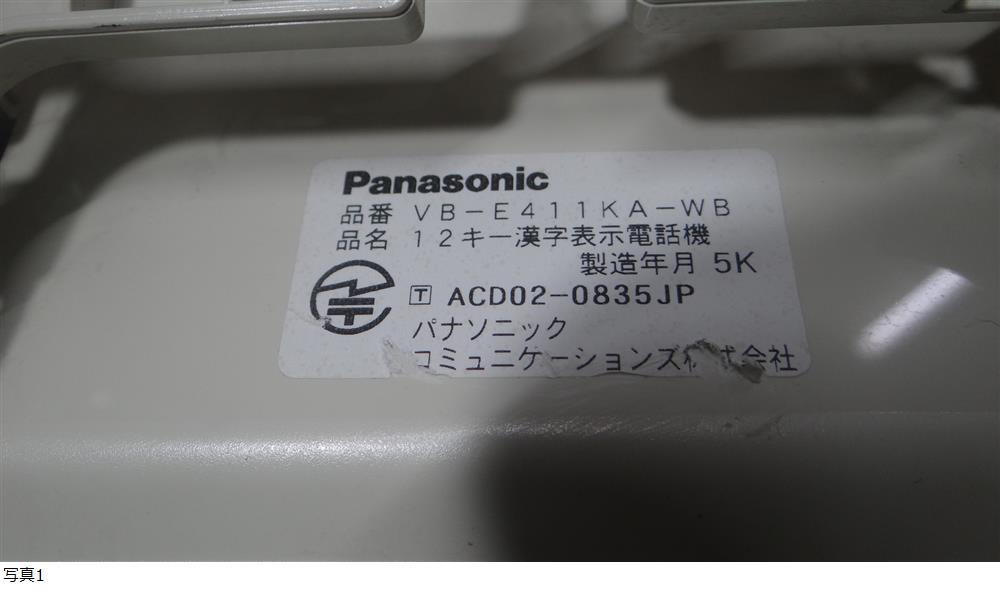 Panasonic
品番 VB-E411KA-WB
品名 12キー漢字表示電話機
製造年月 5K
T ACD02-0835JP
パナソニック
コミュニケーションズ株式会社
写真1